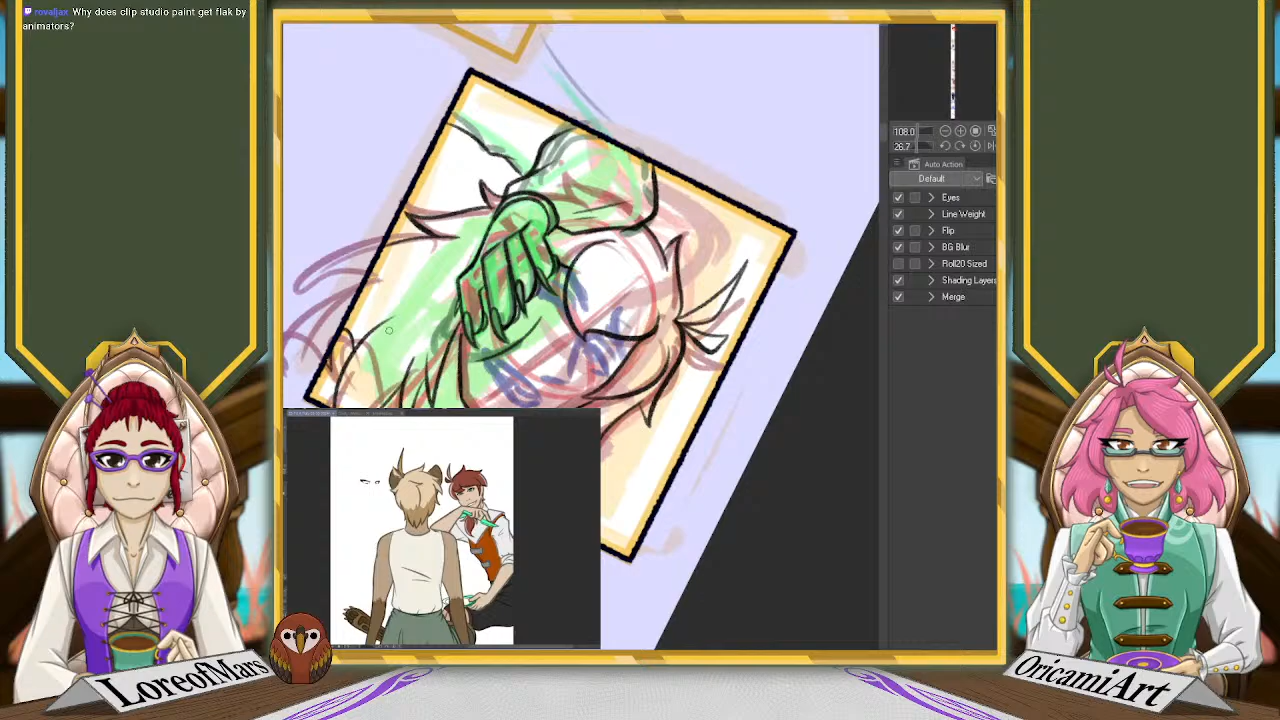 rovaljax Why does clip studio paint get flak by
animators?
108.0
26.7
Auto Action
Default
Eyes
Line Weight
Flip
BG Blur
Roll20 Sized
Shading Layers
Merge
LoreofMars
OricamiArt